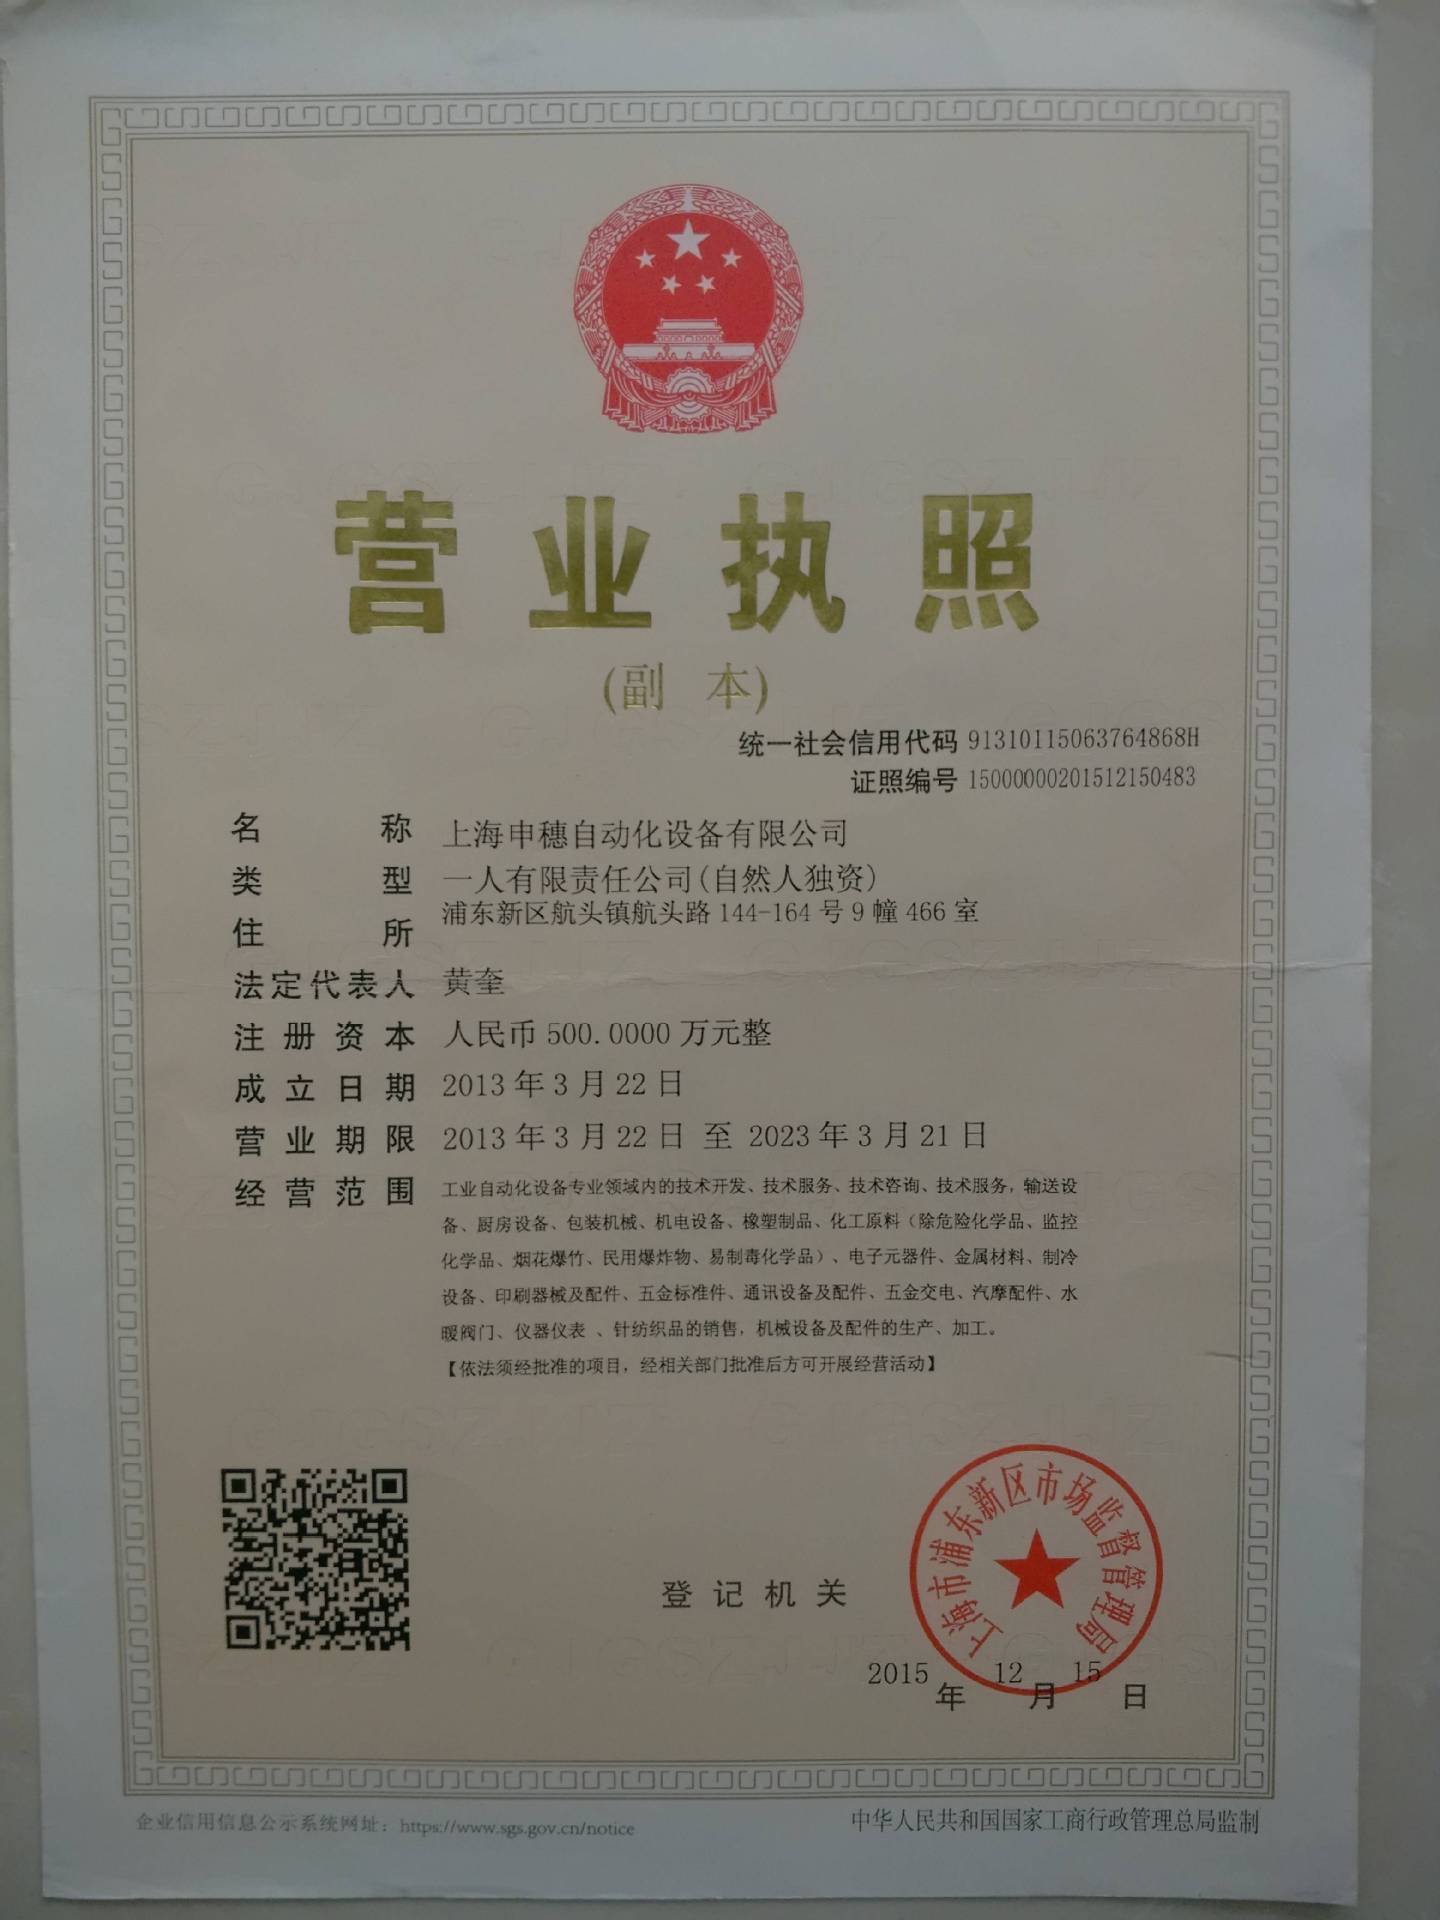 营业执照
(副 本)
统一社会信用代码 91310115063764868H
证照编号 15000000201512150483
名称 上海申穗自动化设备有限公司
类型 一人有限责任公司(自然人独资)
住所 浦东新区航头镇航头路144-164号9幢466室
法定代表人 黄奎
注册资本 人民币500.0000万元整
成立日期 2013年3月22日
营业期限 2013年3月22日 至 2023年3月21日
经营范围 工业自动化设备专业领域内的技术开发、技术服务、技术咨询、技术服务，输送设
备、厨房设备、包装机械、机电设备、橡塑制品、化工原料（除危险化学品、监控
化学品、烟花爆竹、民用爆炸物、易制毒化学品）、电子元器件、金属材料、制冷
设备、印刷器械及配件、五金标准件、通讯设备及配件、五金交电、汽摩配件、水
暖阀门、仪器仪表 、针纺织品的销售，机械设备及配件的生产、加工。
【依法须经批准的项目，经相关部门批准后方可开展经营活动】
上海市浦东新区市场监督管理局
登记机关
2015年12月15日
企业信用信息公示系统网址：https://www.sgs.gov.cn/notice
中华人民共和国国家工商行政管理总局监制